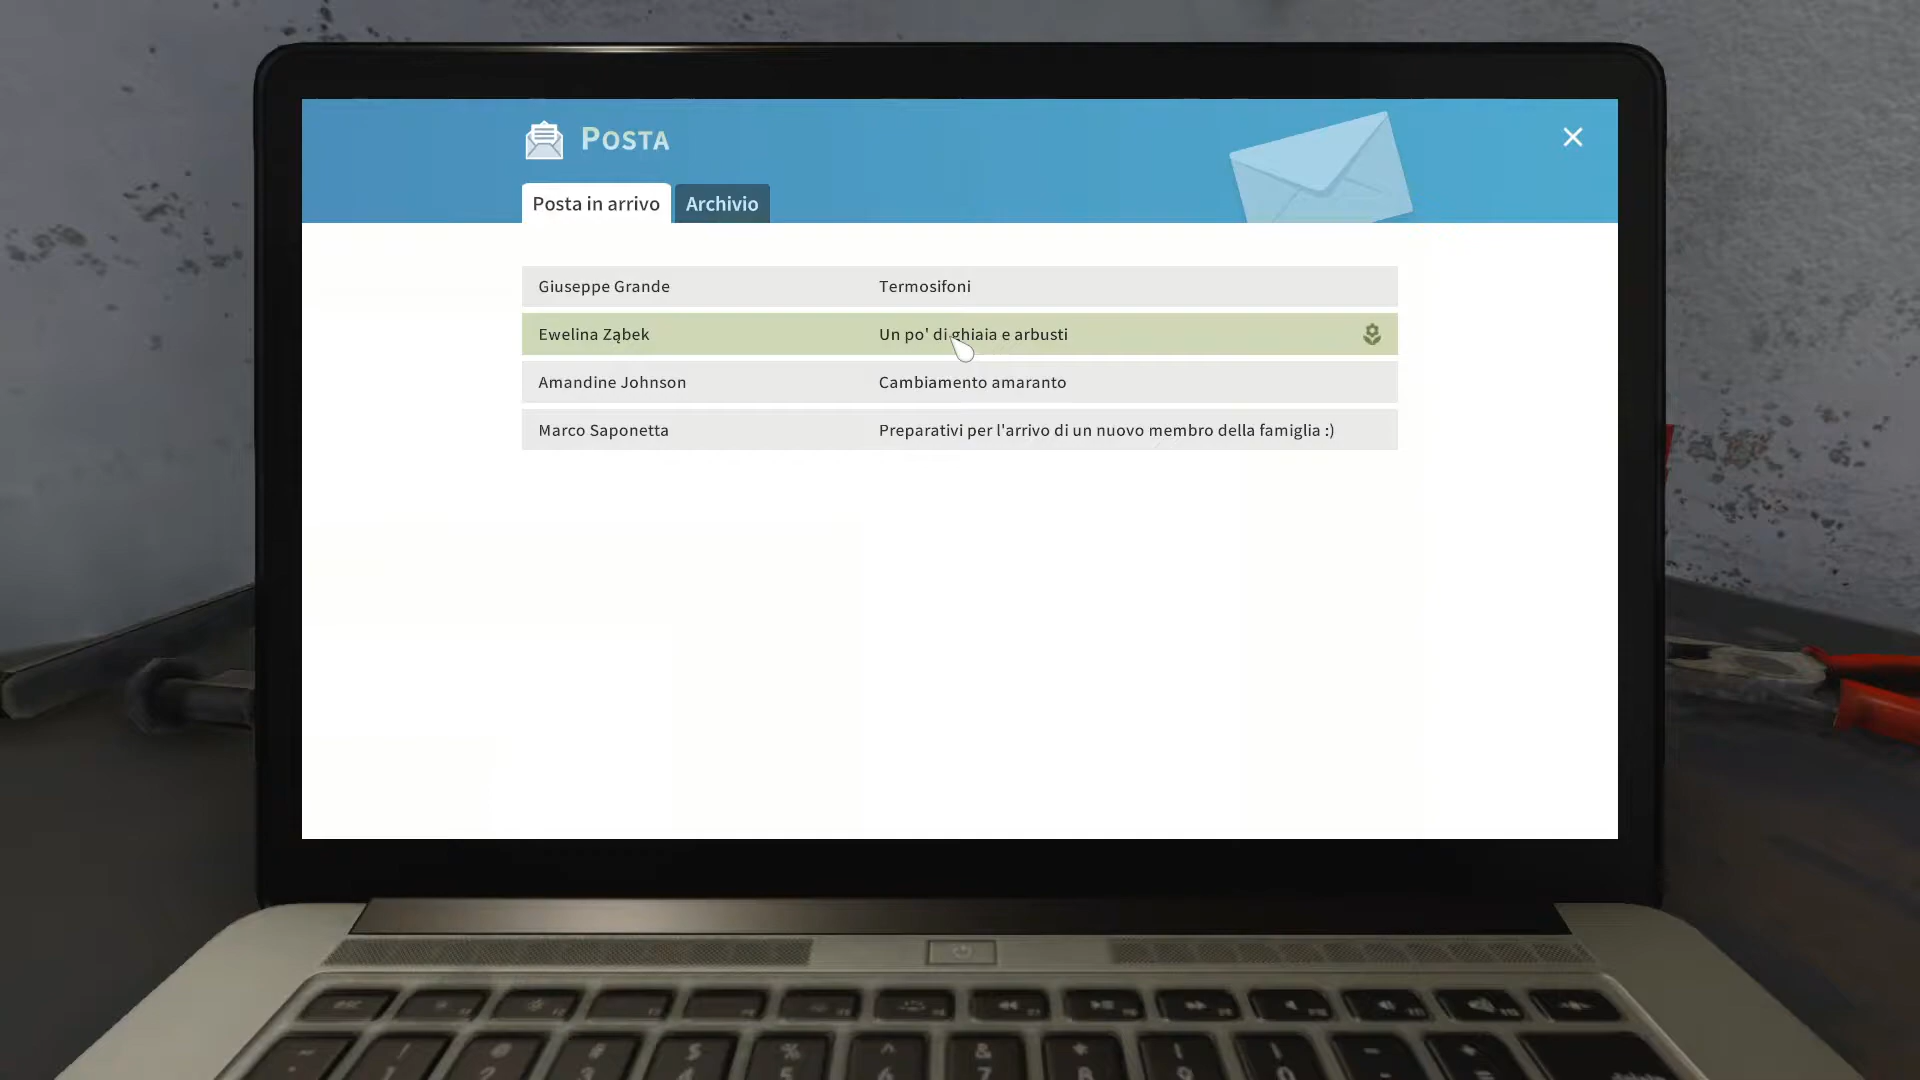 POSTA
Posta in arrivo
Archivio
Giuseppe Grande Termosifoni
Ewelina Ząbek Un po' di ghiaia e arbusti
Amandine Johnson Cambiamento amaranto
Marco Saponetta Preparativi per l'arrivo di un nuovo membro della famiglia :)
esc